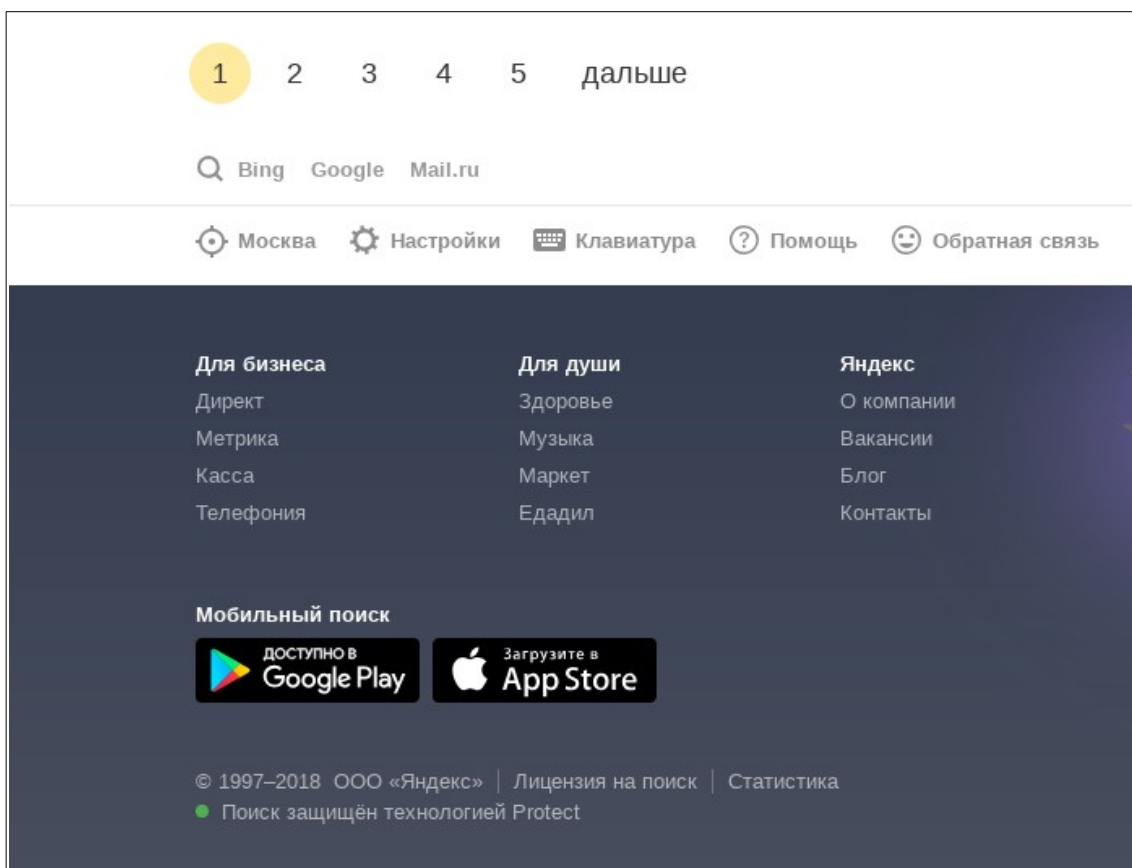 1 2 3 4 5 дальше
Bing Google Mail.ru
Москва Настройки Клавиатура Помощь Обратная связь
Для бизнеса Для души Яндекс
Директ Здоровье О компании
Метрика Музыка Вакансии
Касса Маркет Блог
Телефония Едадил Контакты
Мобильный поиск
ДОСТУПНО В Загрузите в
Google Play App Store
© 1997–2018 ООО «Яндекс» | Лицензия на поиск | Статистика
Поиск защищён технологией Protect